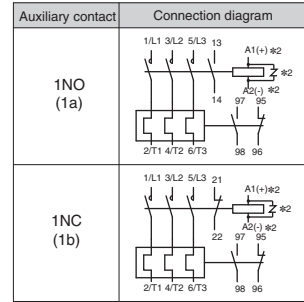 Auxiliary contact Connection diagram
1NO
(1a)
1/L1 3/L2 5/L3 13
A1(+) *2
*2
A2(-) *2
14 97 95
2/T1 4/T2 6/T3 98 96
1NC
(1b)
1/L1 3/L2 5/L3 21
A1(+) *2
*2
A2(-) *2
22 97 95
2/T1 4/T2 6/T3 98 96